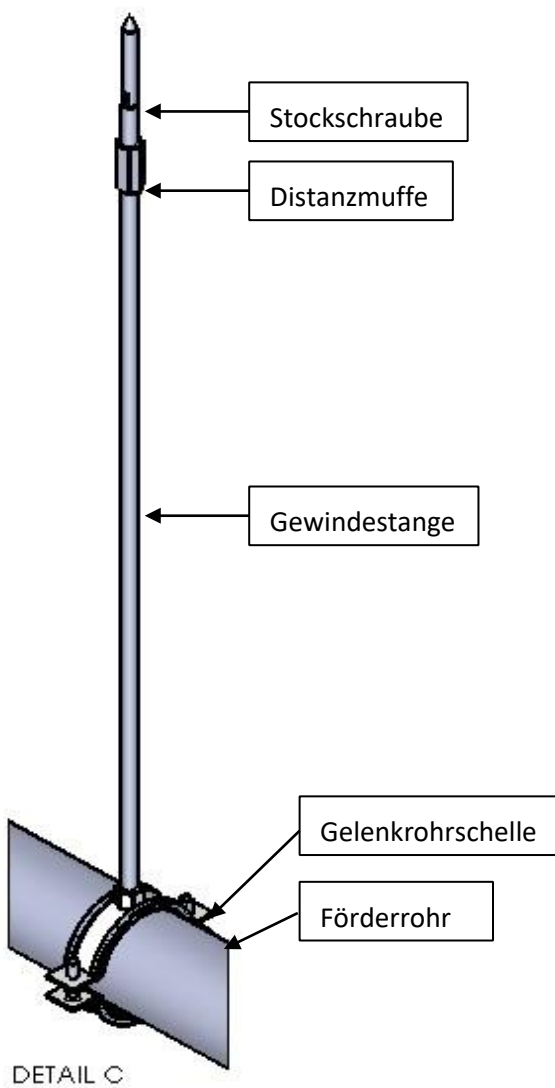 Stockschraube
Distanzmuffe
Gewindestange
Gelenkrohrschelle
Förderrohr
DETAIL C